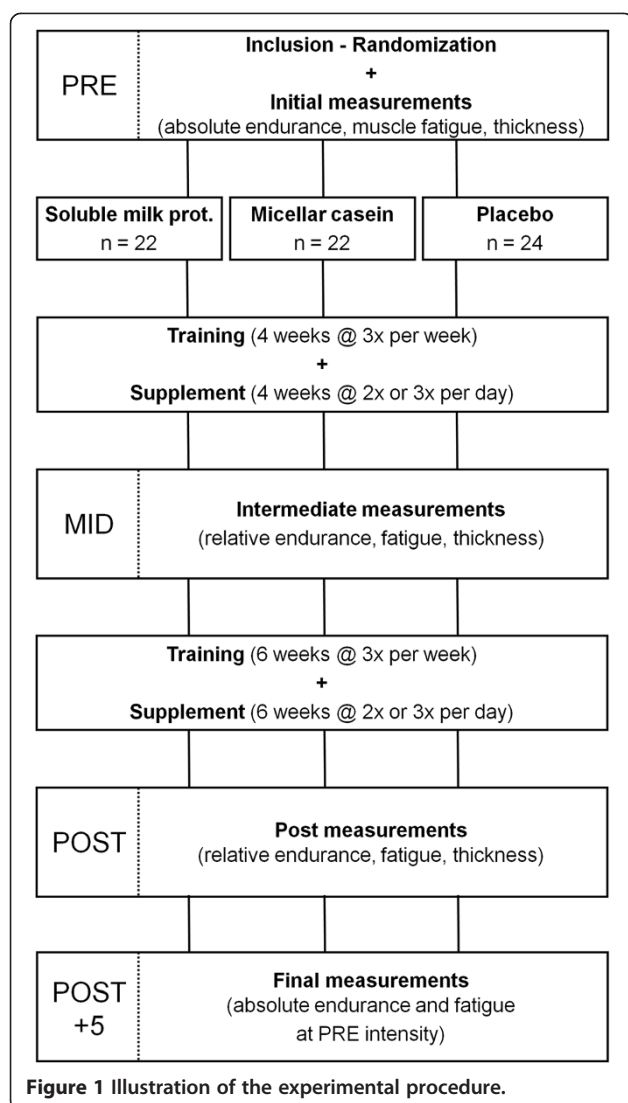 PRE
Inclusion - Randomization
+
Initial measurements
(absolute endurance, muscle fatigue, thickness)
Soluble milk prot.
n = 22
Micellar casein
n = 22
Placebo
n = 24
Training (4 weeks @ 3x per week)
+
Supplement (4 weeks @ 2x or 3x per day)
MID
Intermediate measurements
(relative endurance, fatigue, thickness)
Training (6 weeks @ 3x per week)
+
Supplement (6 weeks @ 2x or 3x per day)
POST
Post measurements
(relative endurance, fatigue, thickness)
POST
+5
Final measurements
(absolute endurance and fatigue
at PRE intensity)
Figure 1 Illustration of the experimental procedure.